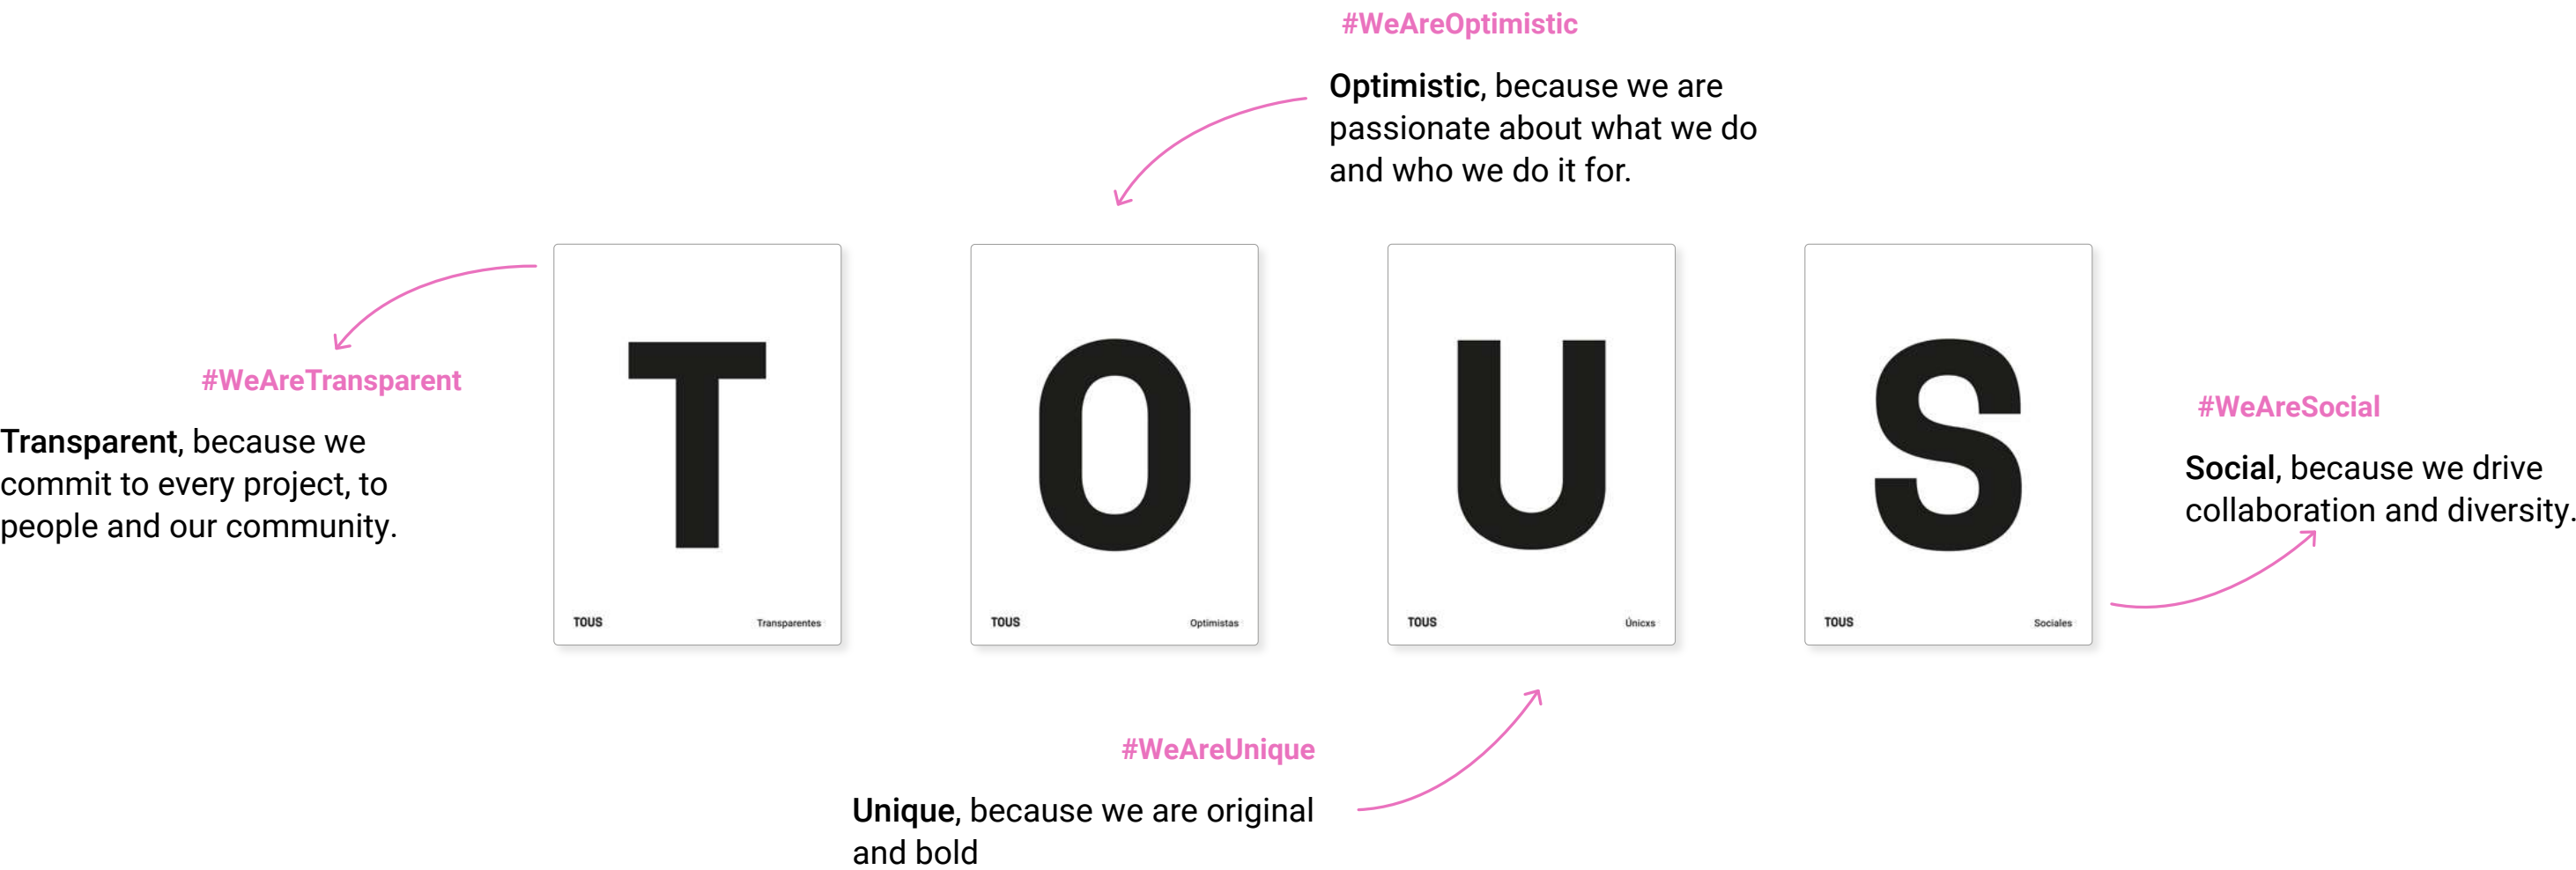 #WeAreOptimistic
Optimistic, because we are
passionate about what we do
and who we do it for.
#WeAreTransparent
Transparent, because we
commit to every project, to
people and our community.
T
TOUS Transparentes
O
TOUS Optimistas
U
TOUS Únicxs
S
TOUS Sociales
#WeAreSocial
Social, because we drive
collaboration and diversity.
#WeAreUnique
Unique, because we are original
and bold